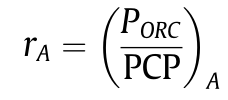 r_A = (P_ORC / PCP)_A